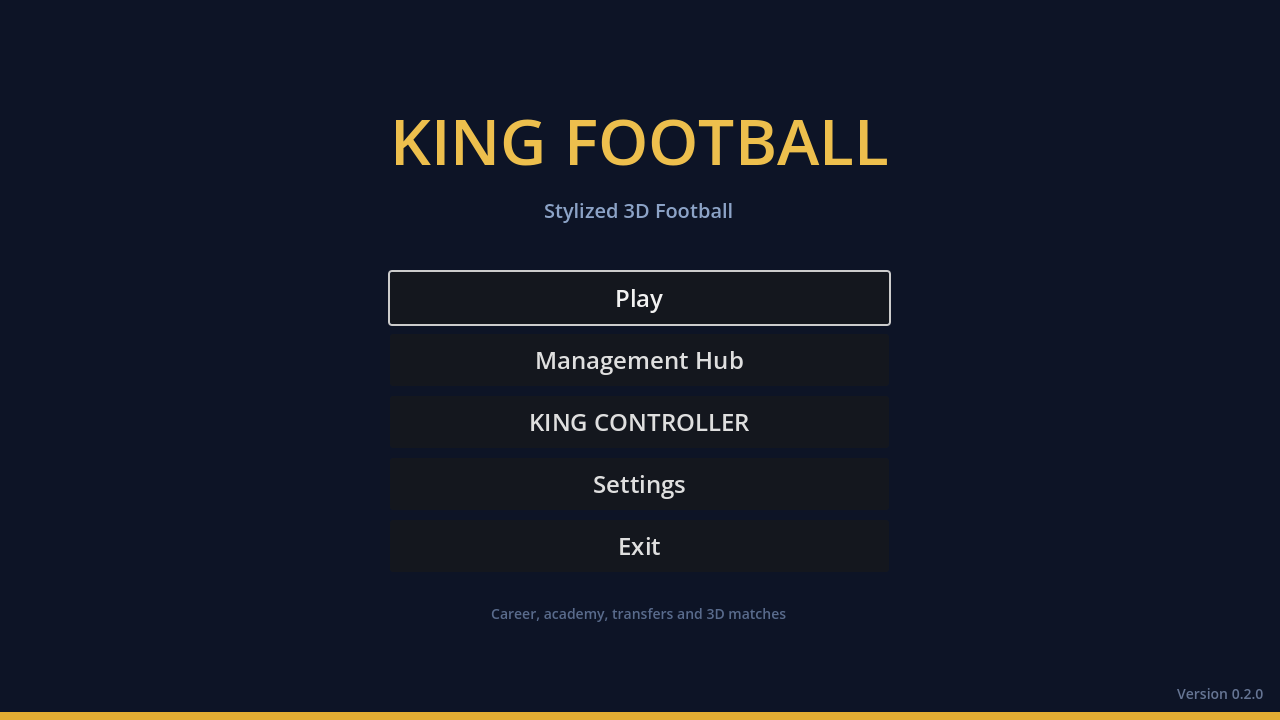 KING FOOTBALL
Stylized 3D Football
Play
Management Hub
KING CONTROLLER
Settings
Exit
Career, academy, transfers and 3D matches
Version 0.2.0